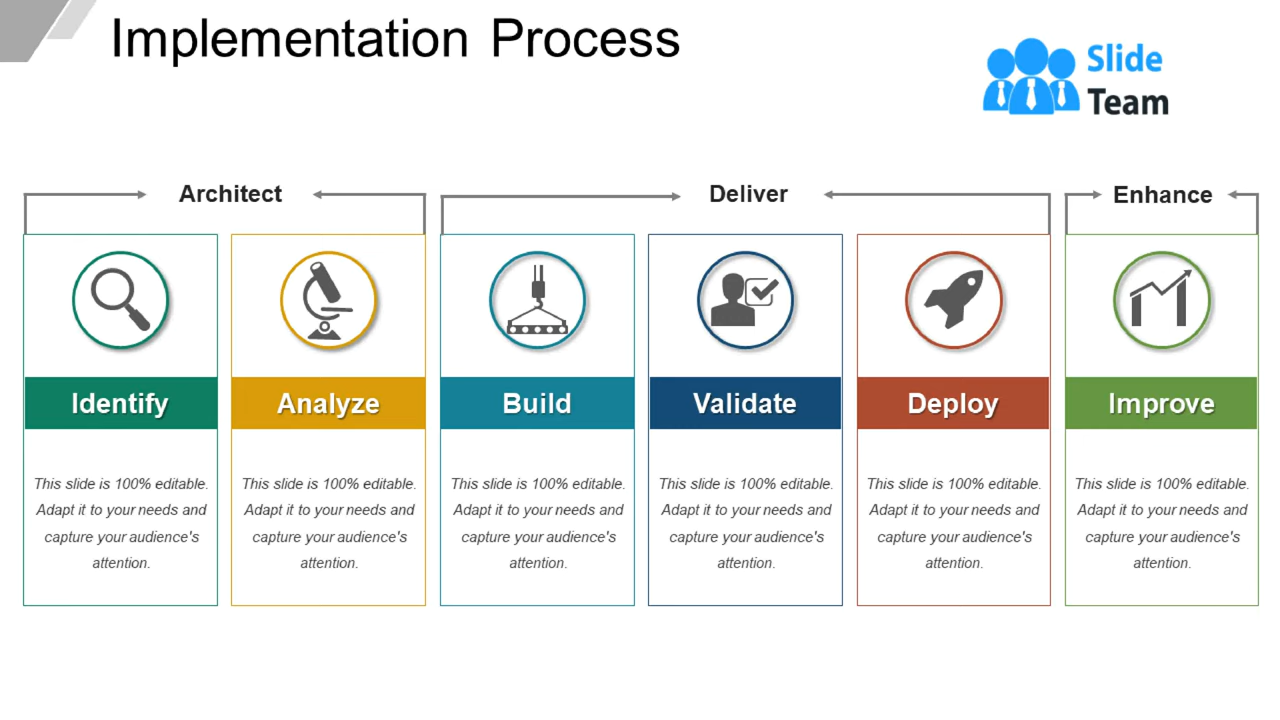 Implementation Process
Slide
Team
Architect
Deliver
Enhance
Identify
Analyze
Build
Validate
Deploy
Improve
This slide is 100% editable.
Adapt it to your needs and
capture your audience's
attention.
This slide is 100% editable.
Adapt it to your needs and
capture your audience's
attention.
This slide is 100% editable.
Adapt it to your needs and
capture your audience's
attention.
This slide is 100% editable.
Adapt it to your needs and
capture your audience's
attention.
This slide is 100% editable.
Adapt it to your needs and
capture your audience's
attention.
This slide is 100% editable.
Adapt it to your needs and
capture your audience's
attention.